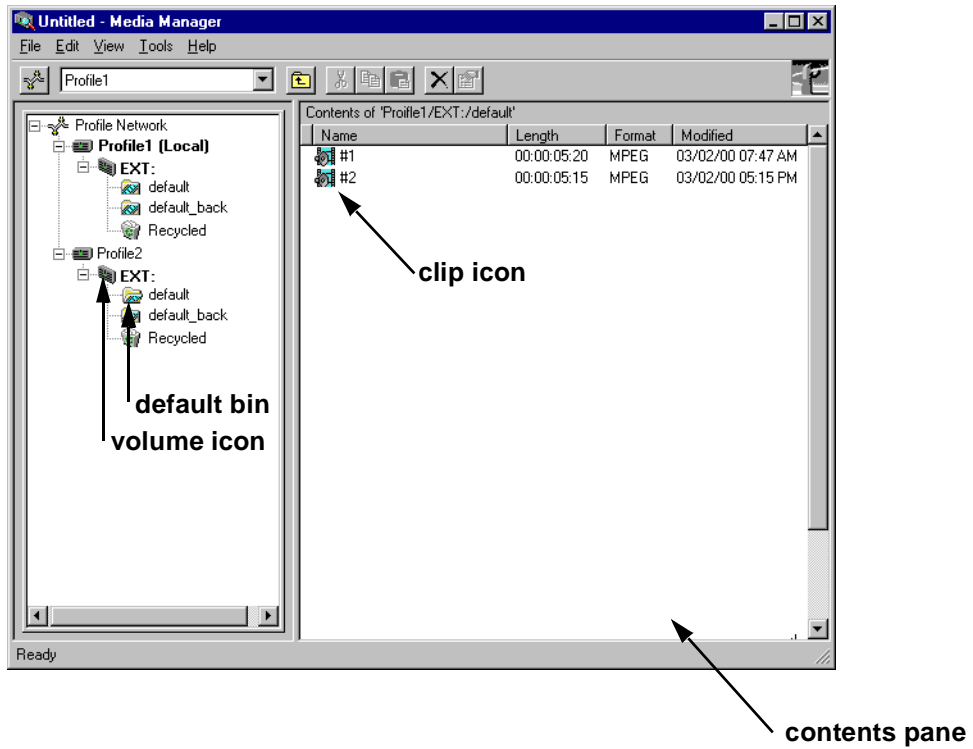 Untitled - Media Manager
File Edit View Tools Help
Profile1
Contents of 'Proifle1/EXT:/default'
Name Length Format Modified
#1 00:00:05:20 MPEG 03/02/00 07:47 AM
#2 00:00:05:15 MPEG 03/02/00 05:15 PM
Profile Network
Profile1 (Local)
EXT:
default
default_back
Recycled
Profile2
EXT:
default
default_back
Recycled
clip icon
default bin
volume icon
Ready
contents pane